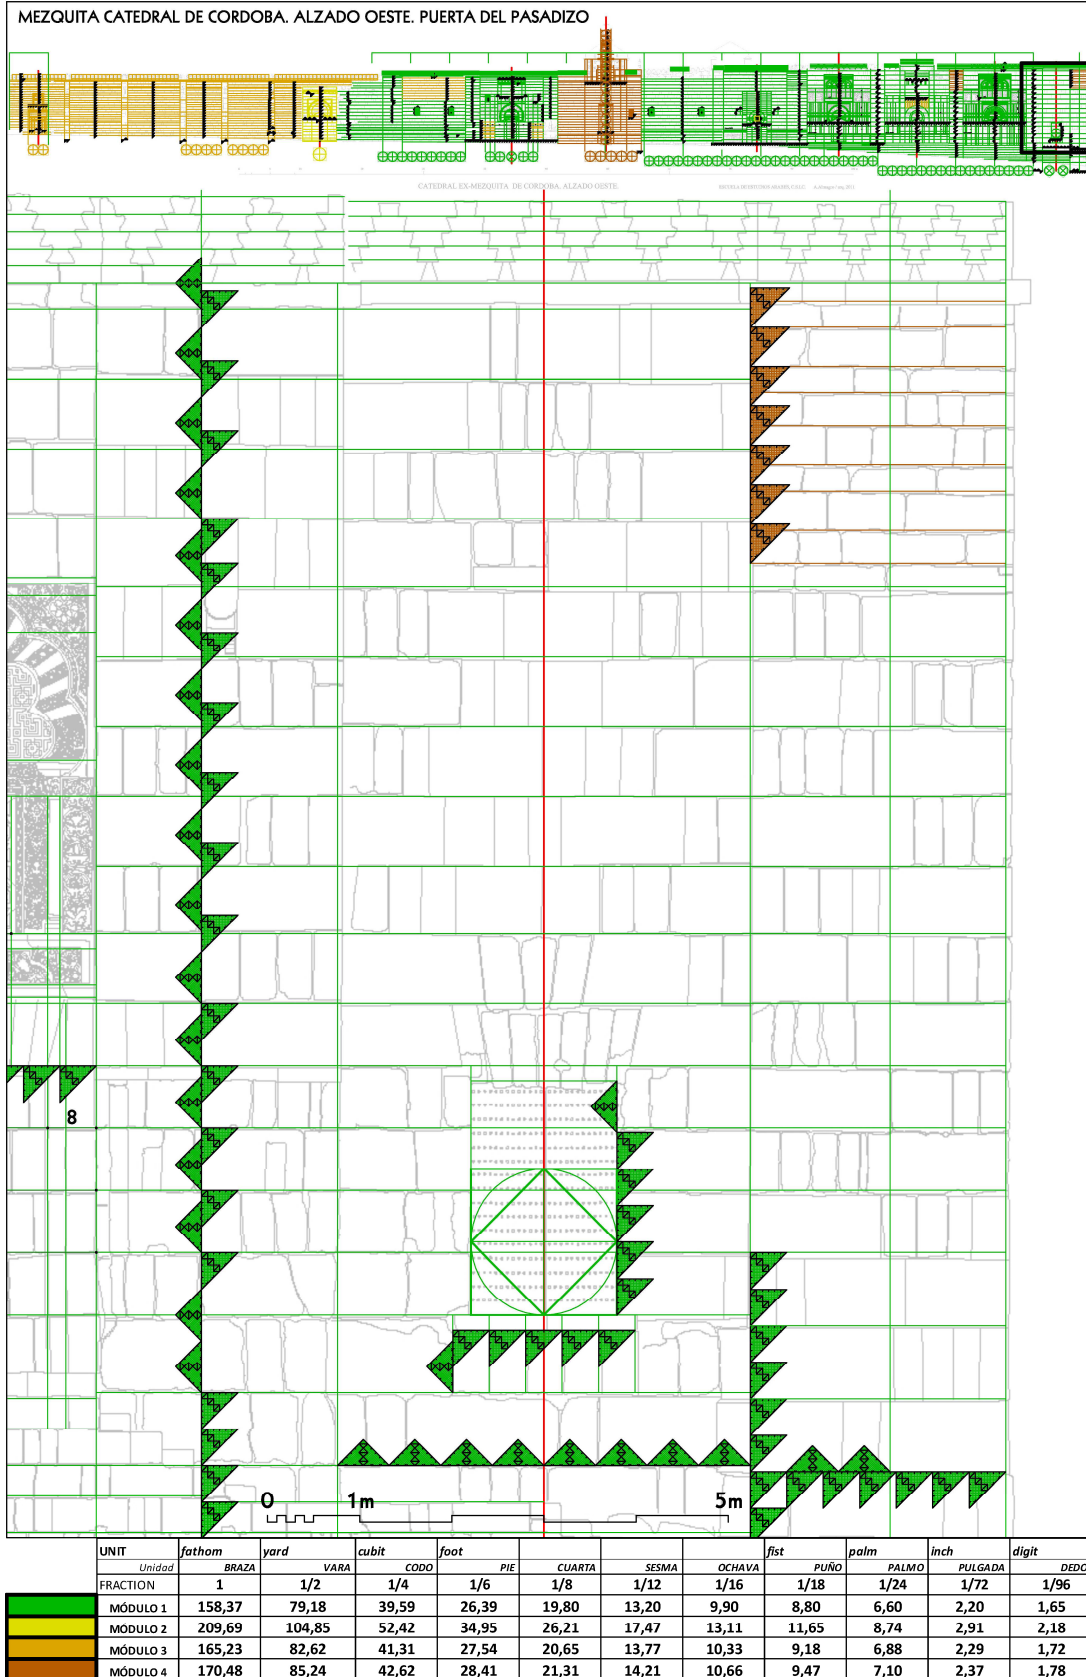 MEZQUITA CATEDRAL DE CORDOBA. ALZADO OESTE. PUERTA DEL PASADIZO
CATEDRAL EX-MEZQUITA DE CORDOBA. ALZADO OESTE.
8
0 1m 5m
UNIT fathom yard cubit foot fist palm inch digit
Unidad BRAZA VARA CODO PIE CUARTA SESMA OCHAVA PUÑO PALMO PULGADA DEDO
FRACTION 1 1/2 1/4 1/6 1/8 1/12 1/16 1/18 1/24 1/72 1/96
MÓDULO 1 158,37 79,18 39,59 26,39 19,80 13,20 9,90 8,80 6,60 2,20 1,65
MÓDULO 2 209,69 104,85 52,42 34,95 26,21 17,47 13,11 11,65 8,74 2,91 2,18
MÓDULO 3 165,23 82,62 41,31 27,54 20,65 13,77 10,33 9,18 6,88 2,29 1,72
MÓDULO 4 170,48 85,24 42,62 28,41 21,31 14,21 10,66 9,47 7,10 2,37 1,78